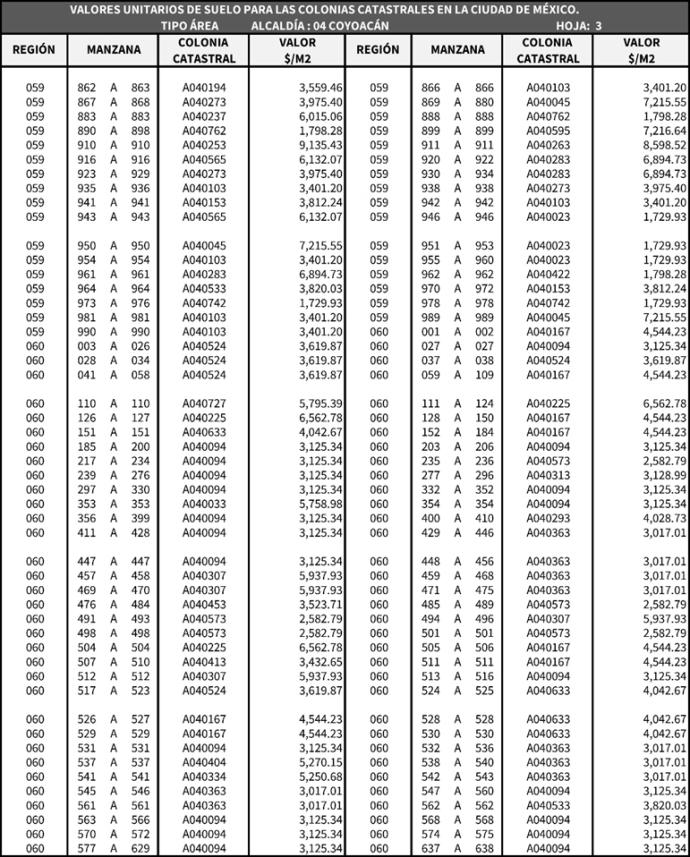 VALORES UNITARIOS DE SUELO PARA LAS COLONIAS CATASTRALES EN LA CIUDAD DE MÉXICO.
TIPO ÁREA ALCALDÍA : 04 COYOACÁN HOJA: 3
REGIÓN MANZANA COLONIA CATASTRAL VALOR $/M2 REGIÓN MANZANA COLONIA CATASTRAL VALOR $/M2
059 862 A 863 A040194 3,559.46 059 866 A 866 A040103 3,401.20
059 867 A 868 A040273 3,975.40 059 869 A 880 A040045 7,215.55
059 883 A 883 A040237 6,015.06 059 888 A 888 A040762 1,798.28
059 890 A 898 A040762 1,798.28 059 899 A 899 A040595 7,216.64
059 910 A 910 A040253 9,135.43 059 911 A 911 A040263 8,598.52
059 916 A 916 A040565 6,132.07 059 920 A 922 A040283 6,894.73
059 923 A 929 A040273 3,975.40 059 930 A 934 A040283 6,894.73
059 935 A 936 A040103 3,401.20 059 938 A 938 A040273 3,975.40
059 941 A 941 A040153 3,812.24 059 942 A 942 A040103 3,401.20
059 943 A 943 A040565 6,132.07 059 946 A 946 A040023 1,729.93
059 950 A 950 A040045 7,215.55 059 951 A 953 A040023 1,729.93
059 954 A 954 A040103 3,401.20 059 955 A 960 A040023 1,729.93
059 961 A 961 A040283 6,894.73 059 962 A 962 A040422 1,798.28
059 964 A 964 A040533 3,820.03 059 970 A 972 A040153 3,812.24
059 973 A 976 A040742 1,729.93 059 978 A 978 A040742 1,729.93
059 981 A 981 A040103 3,401.20 059 989 A 989 A040045 7,215.55
059 990 A 990 A040103 3,401.20 060 001 A 002 A040167 4,544.23
060 003 A 026 A040524 3,619.87 060 027 A 027 A040094 3,125.34
060 028 A 034 A040524 3,619.87 060 037 A 038 A040524 3,619.87
060 041 A 058 A040524 3,619.87 060 059 A 109 A040167 4,544.23
060 110 A 110 A040727 5,795.39 060 111 A 124 A040225 6,562.78
060 126 A 127 A040225 6,562.78 060 128 A 150 A040167 4,544.23
060 151 A 151 A040633 4,042.67 060 152 A 184 A040167 4,544.23
060 185 A 200 A040094 3,125.34 060 203 A 206 A040094 3,125.34
060 217 A 234 A040094 3,125.34 060 235 A 236 A040573 2,582.79
060 239 A 276 A040094 3,125.34 060 277 A 296 A040313 3,128.99
060 297 A 330 A040094 3,125.34 060 332 A 352 A040094 3,125.34
060 353 A 353 A040033 5,758.98 060 354 A 354 A040094 3,125.34
060 356 A 399 A040094 3,125.34 060 400 A 410 A040293 4,028.73
060 411 A 428 A040094 3,125.34 060 429 A 446 A040363 3,017.01
060 447 A 447 A040094 3,125.34 060 448 A 456 A040363 3,017.01
060 457 A 458 A040307 5,937.93 060 459 A 468 A040363 3,017.01
060 469 A 470 A040307 5,937.93 060 471 A 475 A040363 3,017.01
060 476 A 484 A040453 3,523.71 060 485 A 489 A040573 2,582.79
060 491 A 493 A040573 2,582.79 060 494 A 496 A040307 5,937.93
060 498 A 498 A040573 2,582.79 060 501 A 501 A040573 2,582.79
060 504 A 504 A040225 6,562.78 060 505 A 506 A040167 4,544.23
060 507 A 510 A040413 3,432.65 060 511 A 511 A040167 4,544.23
060 512 A 512 A040307 5,937.93 060 513 A 516 A040094 3,125.34
060 517 A 523 A040524 3,619.87 060 524 A 525 A040633 4,042.67
060 526 A 527 A040167 4,544.23 060 528 A 528 A040633 4,042.67
060 529 A 529 A040167 4,544.23 060 530 A 530 A040633 4,042.67
060 531 A 531 A040094 3,125.34 060 532 A 536 A040363 3,017.01
060 537 A 537 A040404 5,270.15 060 538 A 540 A040363 3,017.01
060 541 A 541 A040334 5,250.68 060 542 A 543 A040363 3,017.01
060 545 A 546 A040363 3,017.01 060 547 A 560 A040094 3,125.34
060 561 A 561 A040363 3,017.01 060 562 A 562 A040533 3,820.03
060 563 A 566 A040094 3,125.34 060 568 A 568 A040094 3,125.34
060 570 A 572 A040094 3,125.34 060 574 A 575 A040094 3,125.34
060 577 A 629 A040094 3,125.34 060 637 A 638 A040094 3,125.34